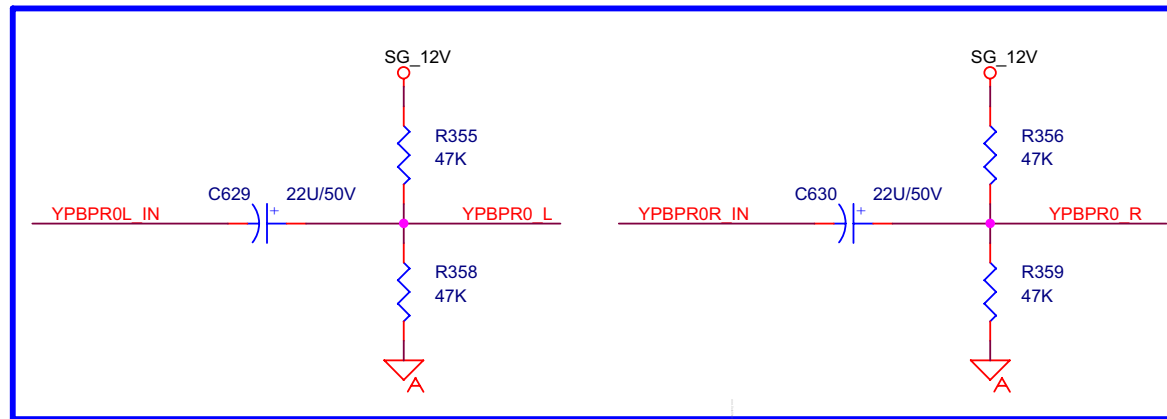 SG_12V
SG_12V
R355
47K
R356
47K
C629 + 22U/50V
C630 + 22U/50V
YPBPR0L_IN
YPBPR0_L
YPBPR0R_IN
YPBPR0_R
R358
47K
R359
47K
A
A